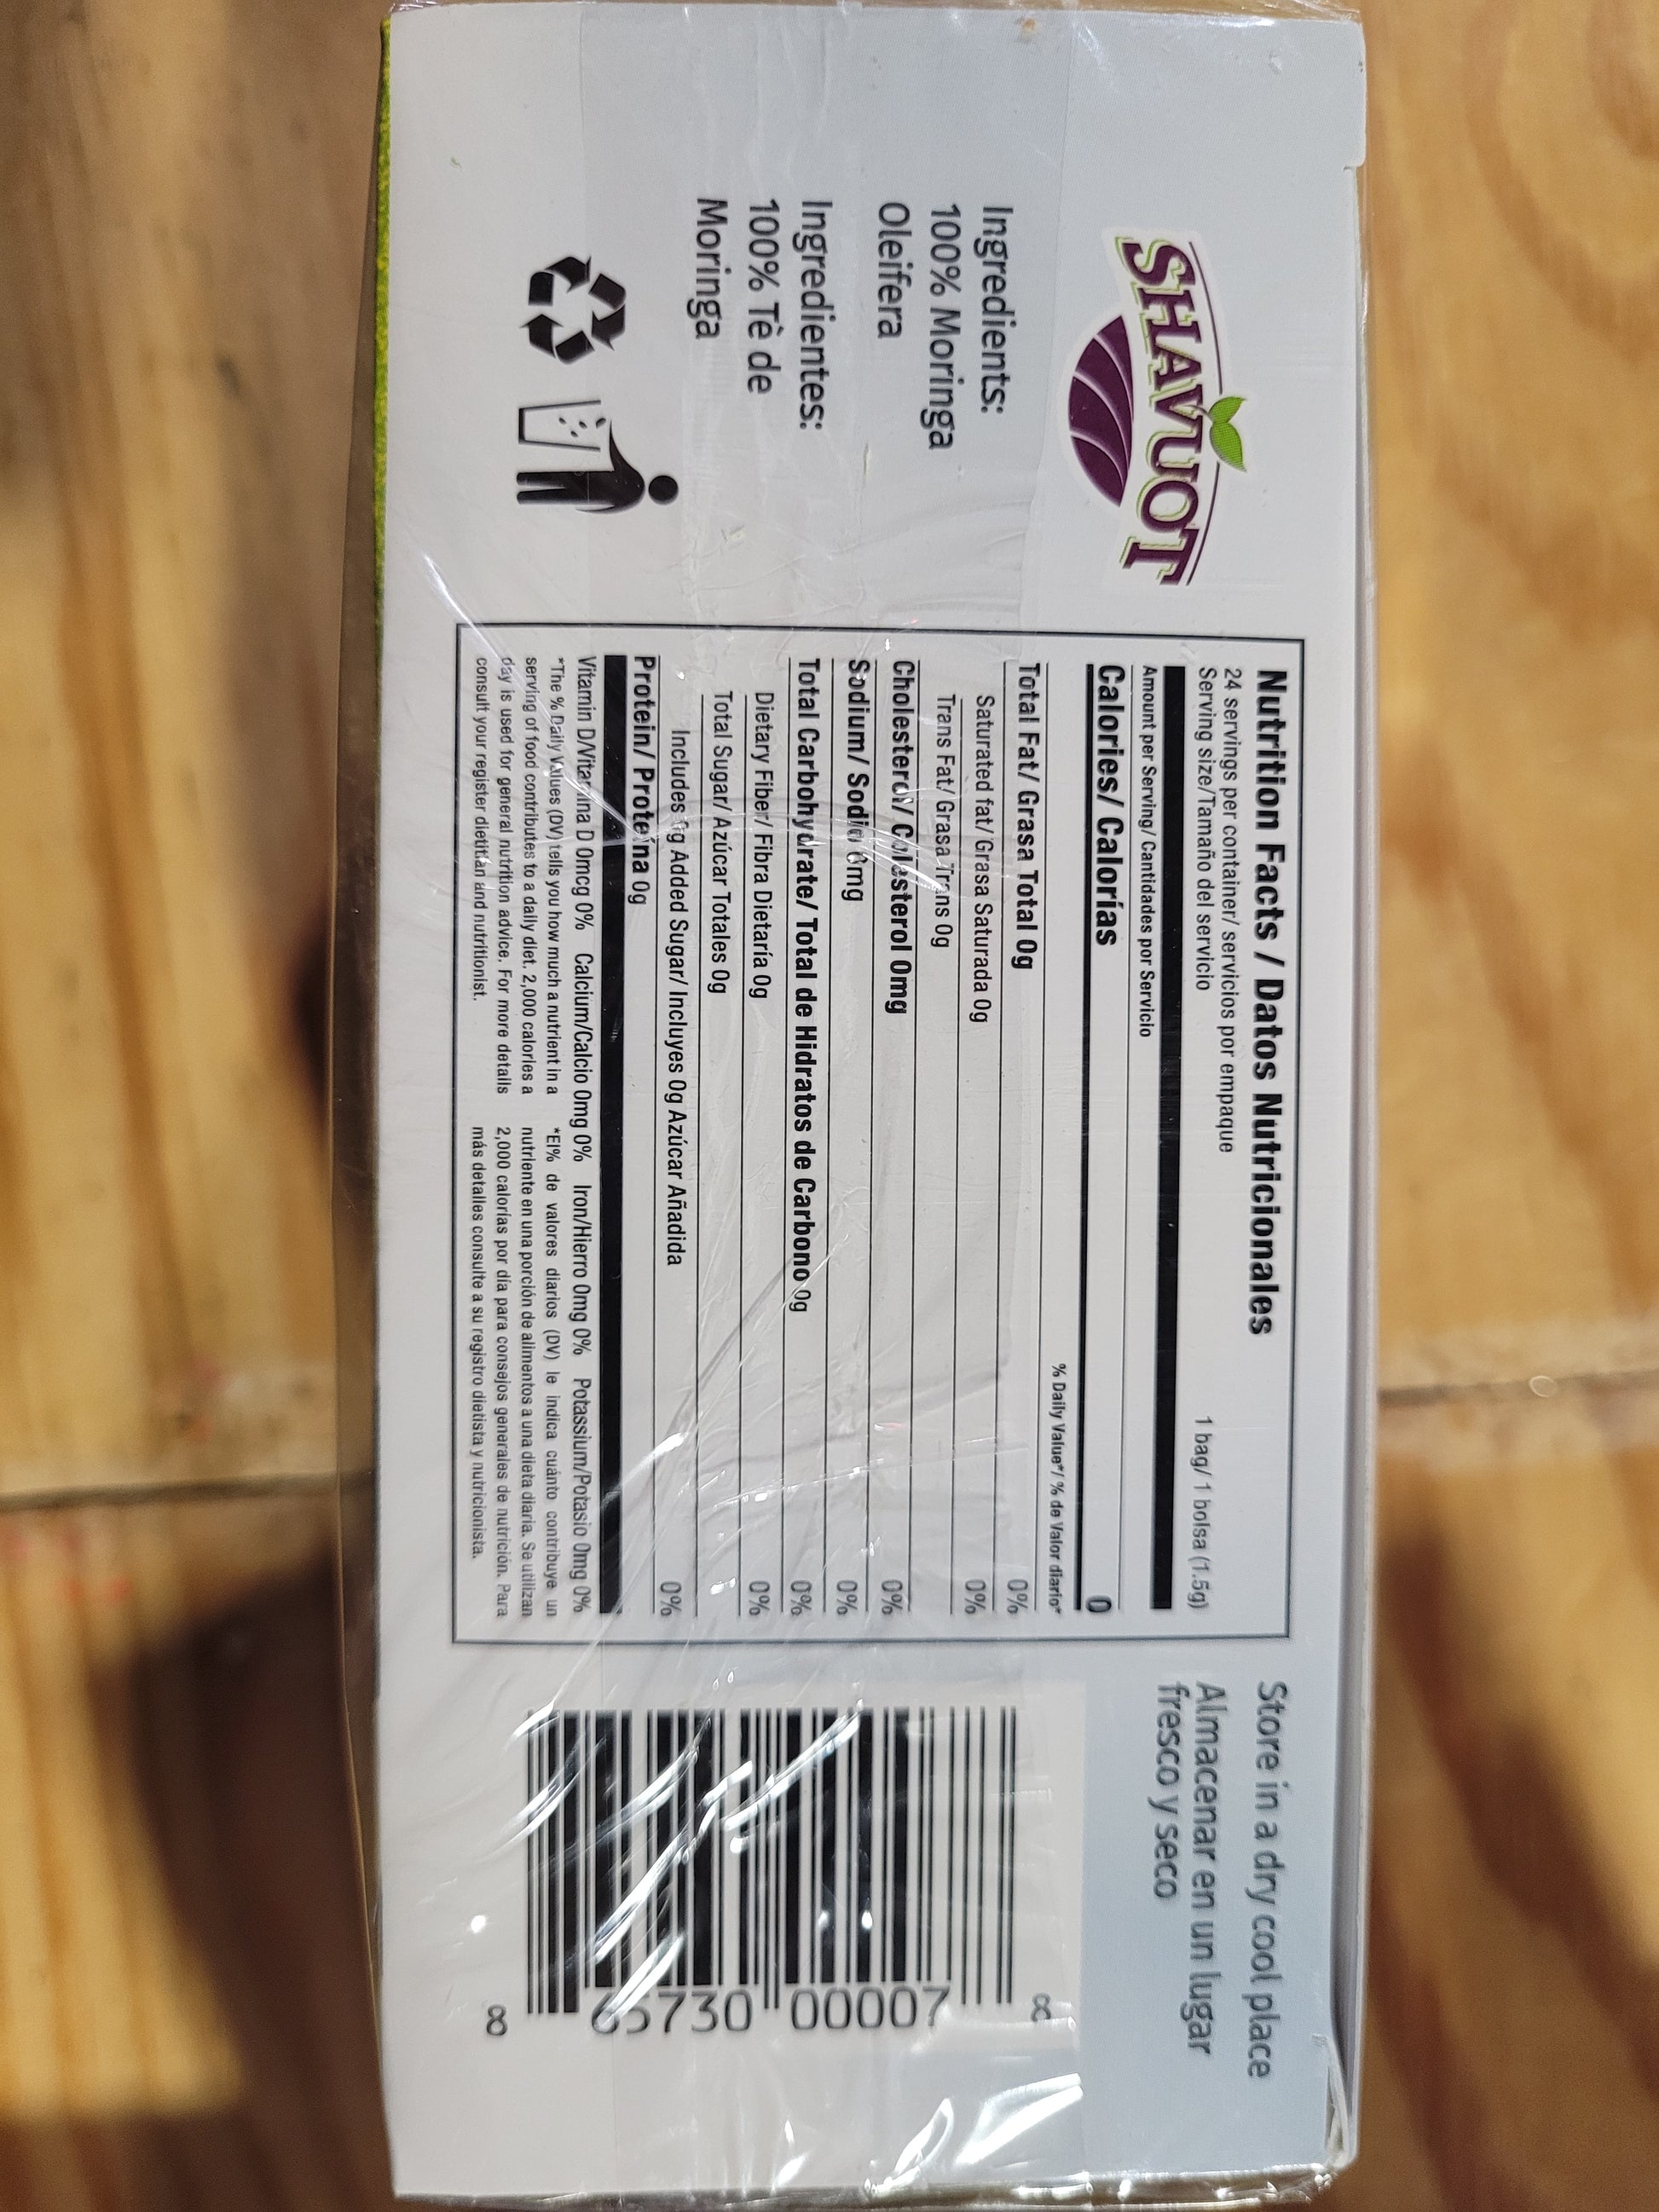 SHAVUOT
Ingredients:
100% Moringa
Oleifera
Ingredientes:
100% Tê de
Moringa
Nutrition Facts / Datos Nutricionales
24 servings per container/ servicios por empaque
Serving size/Tamaño del servicio 1 bag/ 1 bolsa (1.5g)
Amount per Serving/ Cantidades por Servicio
Calories/ Calorías 0
% Daily Value*/ % de Valor diario*
Total Fat/ Grasa Total 0g 0%
Saturated fat/ Grasa Saturada 0g 0%
Trans Fat/ Grasa Trans 0g
Cholesterol/ Colesterol 0mg 0%
Sodium/ Sodio 0mg 0%
Total Carbohydrate/ Total de Hidratos de Carbono 0g 0%
Dietary Fiber/ Fibra Dietaría 0g 0%
Total Sugar/ Azúcar Totales 0g
Includes 0g Added Sugar/ Incluyes 0g Azúcar Añadida 0%
Protein/ Proteína 0g
Vitamin D/Vitamina D 0mcg 0% Calcium/Calcio 0mg 0% Iron/Hierro 0mg 0% Potassium/Potasio 0mg 0%
*The % Daily Values (DV) tells you how much a nutrient in a
serving of food contributes to a daily diet. 2,000 calories a
day is used for general nutrition advice. For more details
consult your register dietitian and nutritionist.
*El% de valores diarios (DV) le indica cuánto contribuye un
nutriente en una porción de alimentos a una dieta diaria. Se utilizan
2,000 calorías por día para consejos generales de nutrición. Para
más detalles consulte a su registro dietista y nutricionista.
Store in a dry cool place
Almacenar en un lugar
fresco y seco
8 65730 00007 8